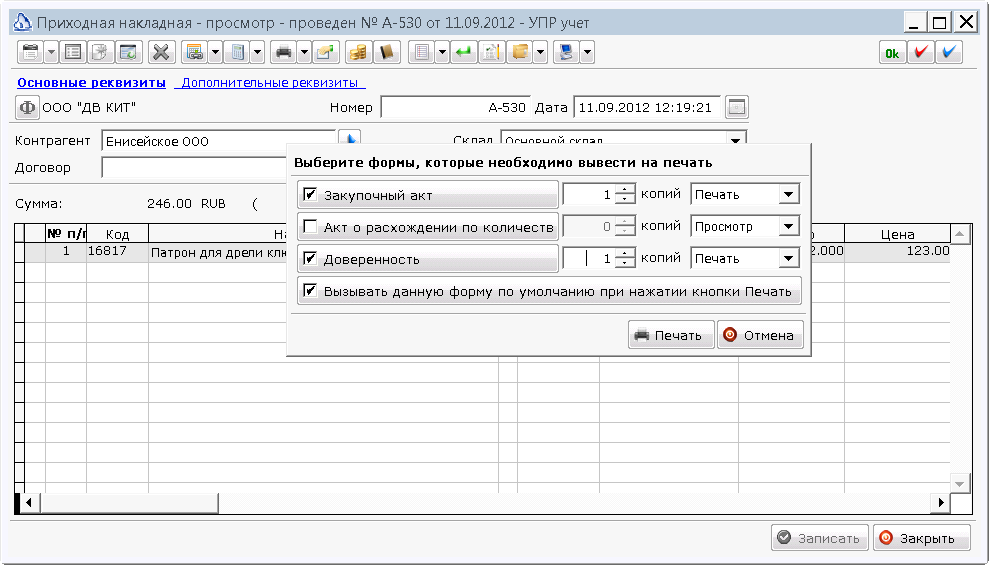 Приходная накладная - просмотр - проведен № А-530 от 11.09.2012 - УПР учет
Ok
Основные реквизиты Дополнительные реквизиты
Ф ООО "ДВ КИТ" Номер А-530 Дата 11.09.2012 12:19:21
Контрагент Енисейское ООО Склад Основной склад
Договор
Выберите формы, которые необходимо вывести на печать
Закупочный акт 1 копий Печать
Сумма: 246.00 RUB (
Акт о расхождении по количеств 0 копий Просмотр
№ п/п Код На Цена
1 16817 Патрон для дрели клю 2.000 123.00
Доверенность 1 копий Печать
Вызывать данную форму по умолчанию при нажатии кнопки Печать
Печать Отмена
Записать Закрыть